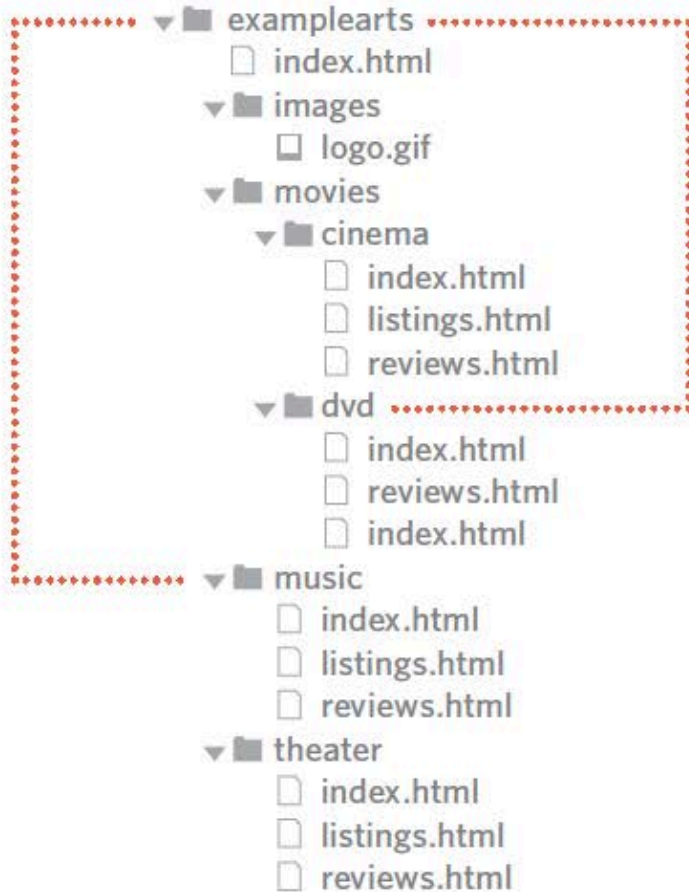 examplearts
index.html
images
logo.gif
movies
cinema
index.html
listings.html
reviews.html
dvd
index.html
reviews.html
index.html
music
index.html
listings.html
reviews.html
theater
index.html
listings.html
reviews.html